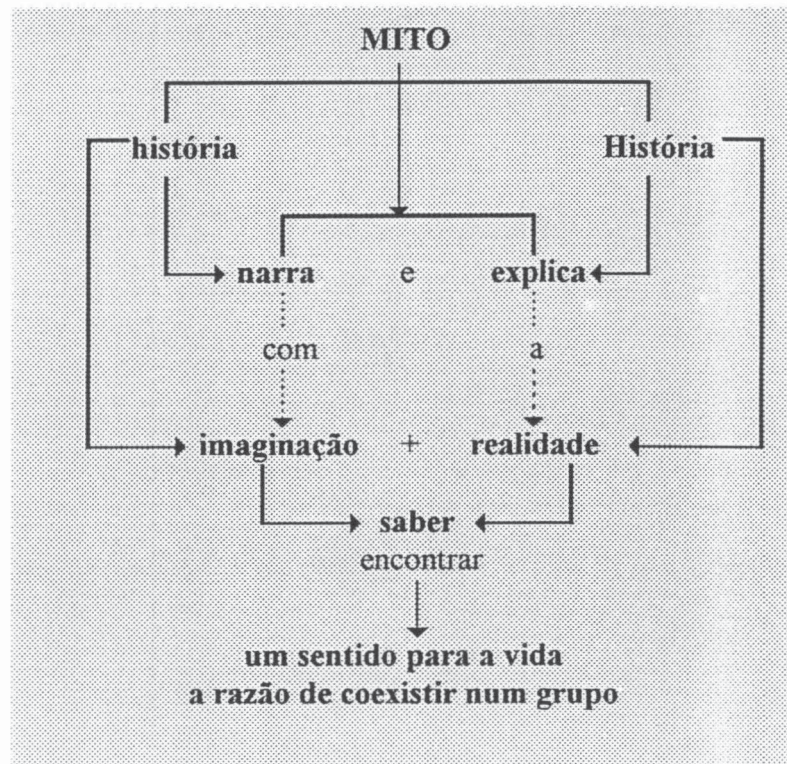 MITO
história História
narra e explica
com a
imaginação + realidade
saber
encontrar
um sentido para a vida
a razão de coexistir num grupo